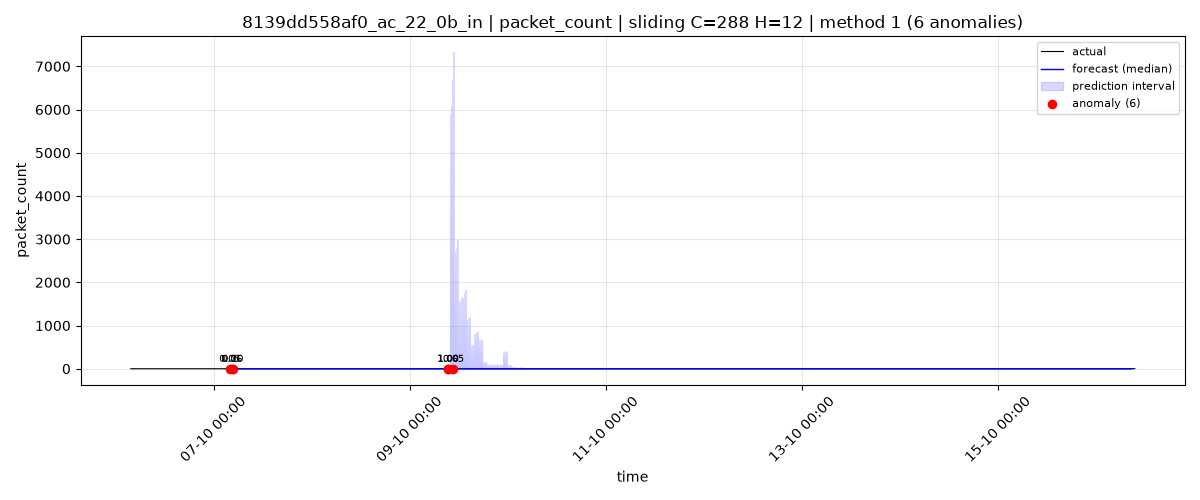 8139dd558af0_ac_22_0b_in | packet_count | sliding C=288 H=12 | method 1 (6 anomalies)
actual
forecast (median)
prediction interval
anomaly (6)
packet_count
7000
6000
5000
4000
3000
2000
1000
0
07-10 00:00
09-10 00:00
11-10 00:00
13-10 00:00
15-10 00:00
time